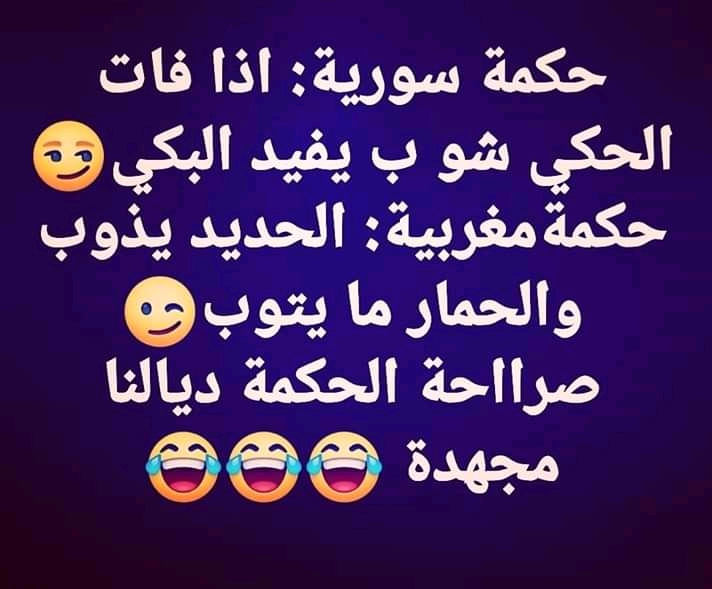 حكمة سورية: اذا فات
الحكي شو ب يفيد البكي😏
حكمة مغربية: الحديد يذوب
والحمار ما يتوب😉
صرااحة الحكمة ديالنا
مجهدة 😂😂😂